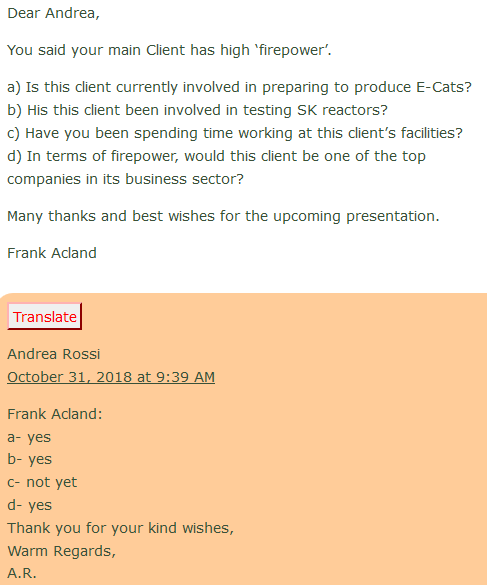 Dear Andrea,
You said your main Client has high ‘firepower’.
a) Is this client currently involved in preparing to produce E-Cats?
b) His this client been involved in testing SK reactors?
c) Have you been spending time working at this client’s facilities?
d) In terms of firepower, would this client be one of the top
companies in its business sector?
Many thanks and best wishes for the upcoming presentation.
Frank Acland
Translate
Andrea Rossi
October 31, 2018 at 9:39 AM
Frank Acland:
a- yes
b- yes
c- not yet
d- yes
Thank you for your kind wishes,
Warm Regards,
A.R.